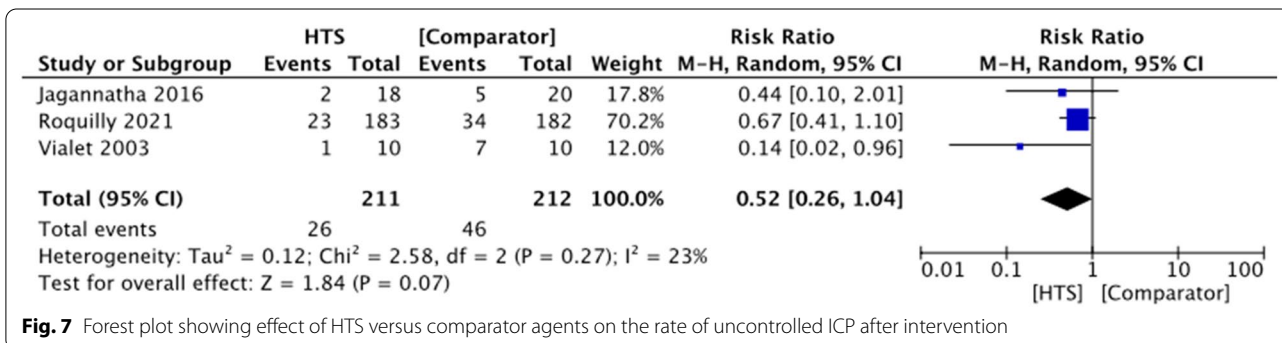 HTS [Comparator] Risk Ratio Risk Ratio
Study or Subgroup Events Total Events Total Weight M-H, Random, 95% CI M-H, Random, 95% CI
Jagannatha 2016 2 18 5 20 17.8% 0.44 [0.10, 2.01]
Roquilly 2021 23 183 34 182 70.2% 0.67 [0.41, 1.10]
Vialet 2003 1 10 7 10 12.0% 0.14 [0.02, 0.96]
Total (95% CI) 211 212 100.0% 0.52 [0.26, 1.04]
Total events 26 46
Heterogeneity: Tau² = 0.12; Chi² = 2.58, df = 2 (P = 0.27); I² = 23%
Test for overall effect: Z = 1.84 (P = 0.07)
0.01 0.1 1 10 100
[HTS] [Comparator]
Fig. 7 Forest plot showing effect of HTS versus comparator agents on the rate of uncontrolled ICP after intervention